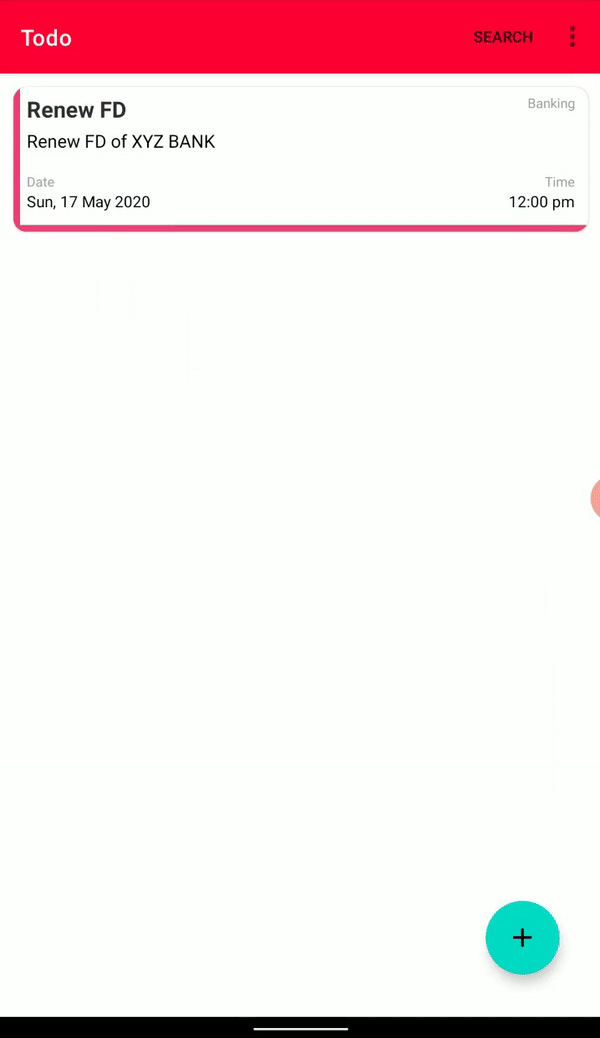 Todo SEARCH
Renew FD Banking
Renew FD of XYZ BANK
Date Time
Sun, 17 May 2020 12:00 pm
+